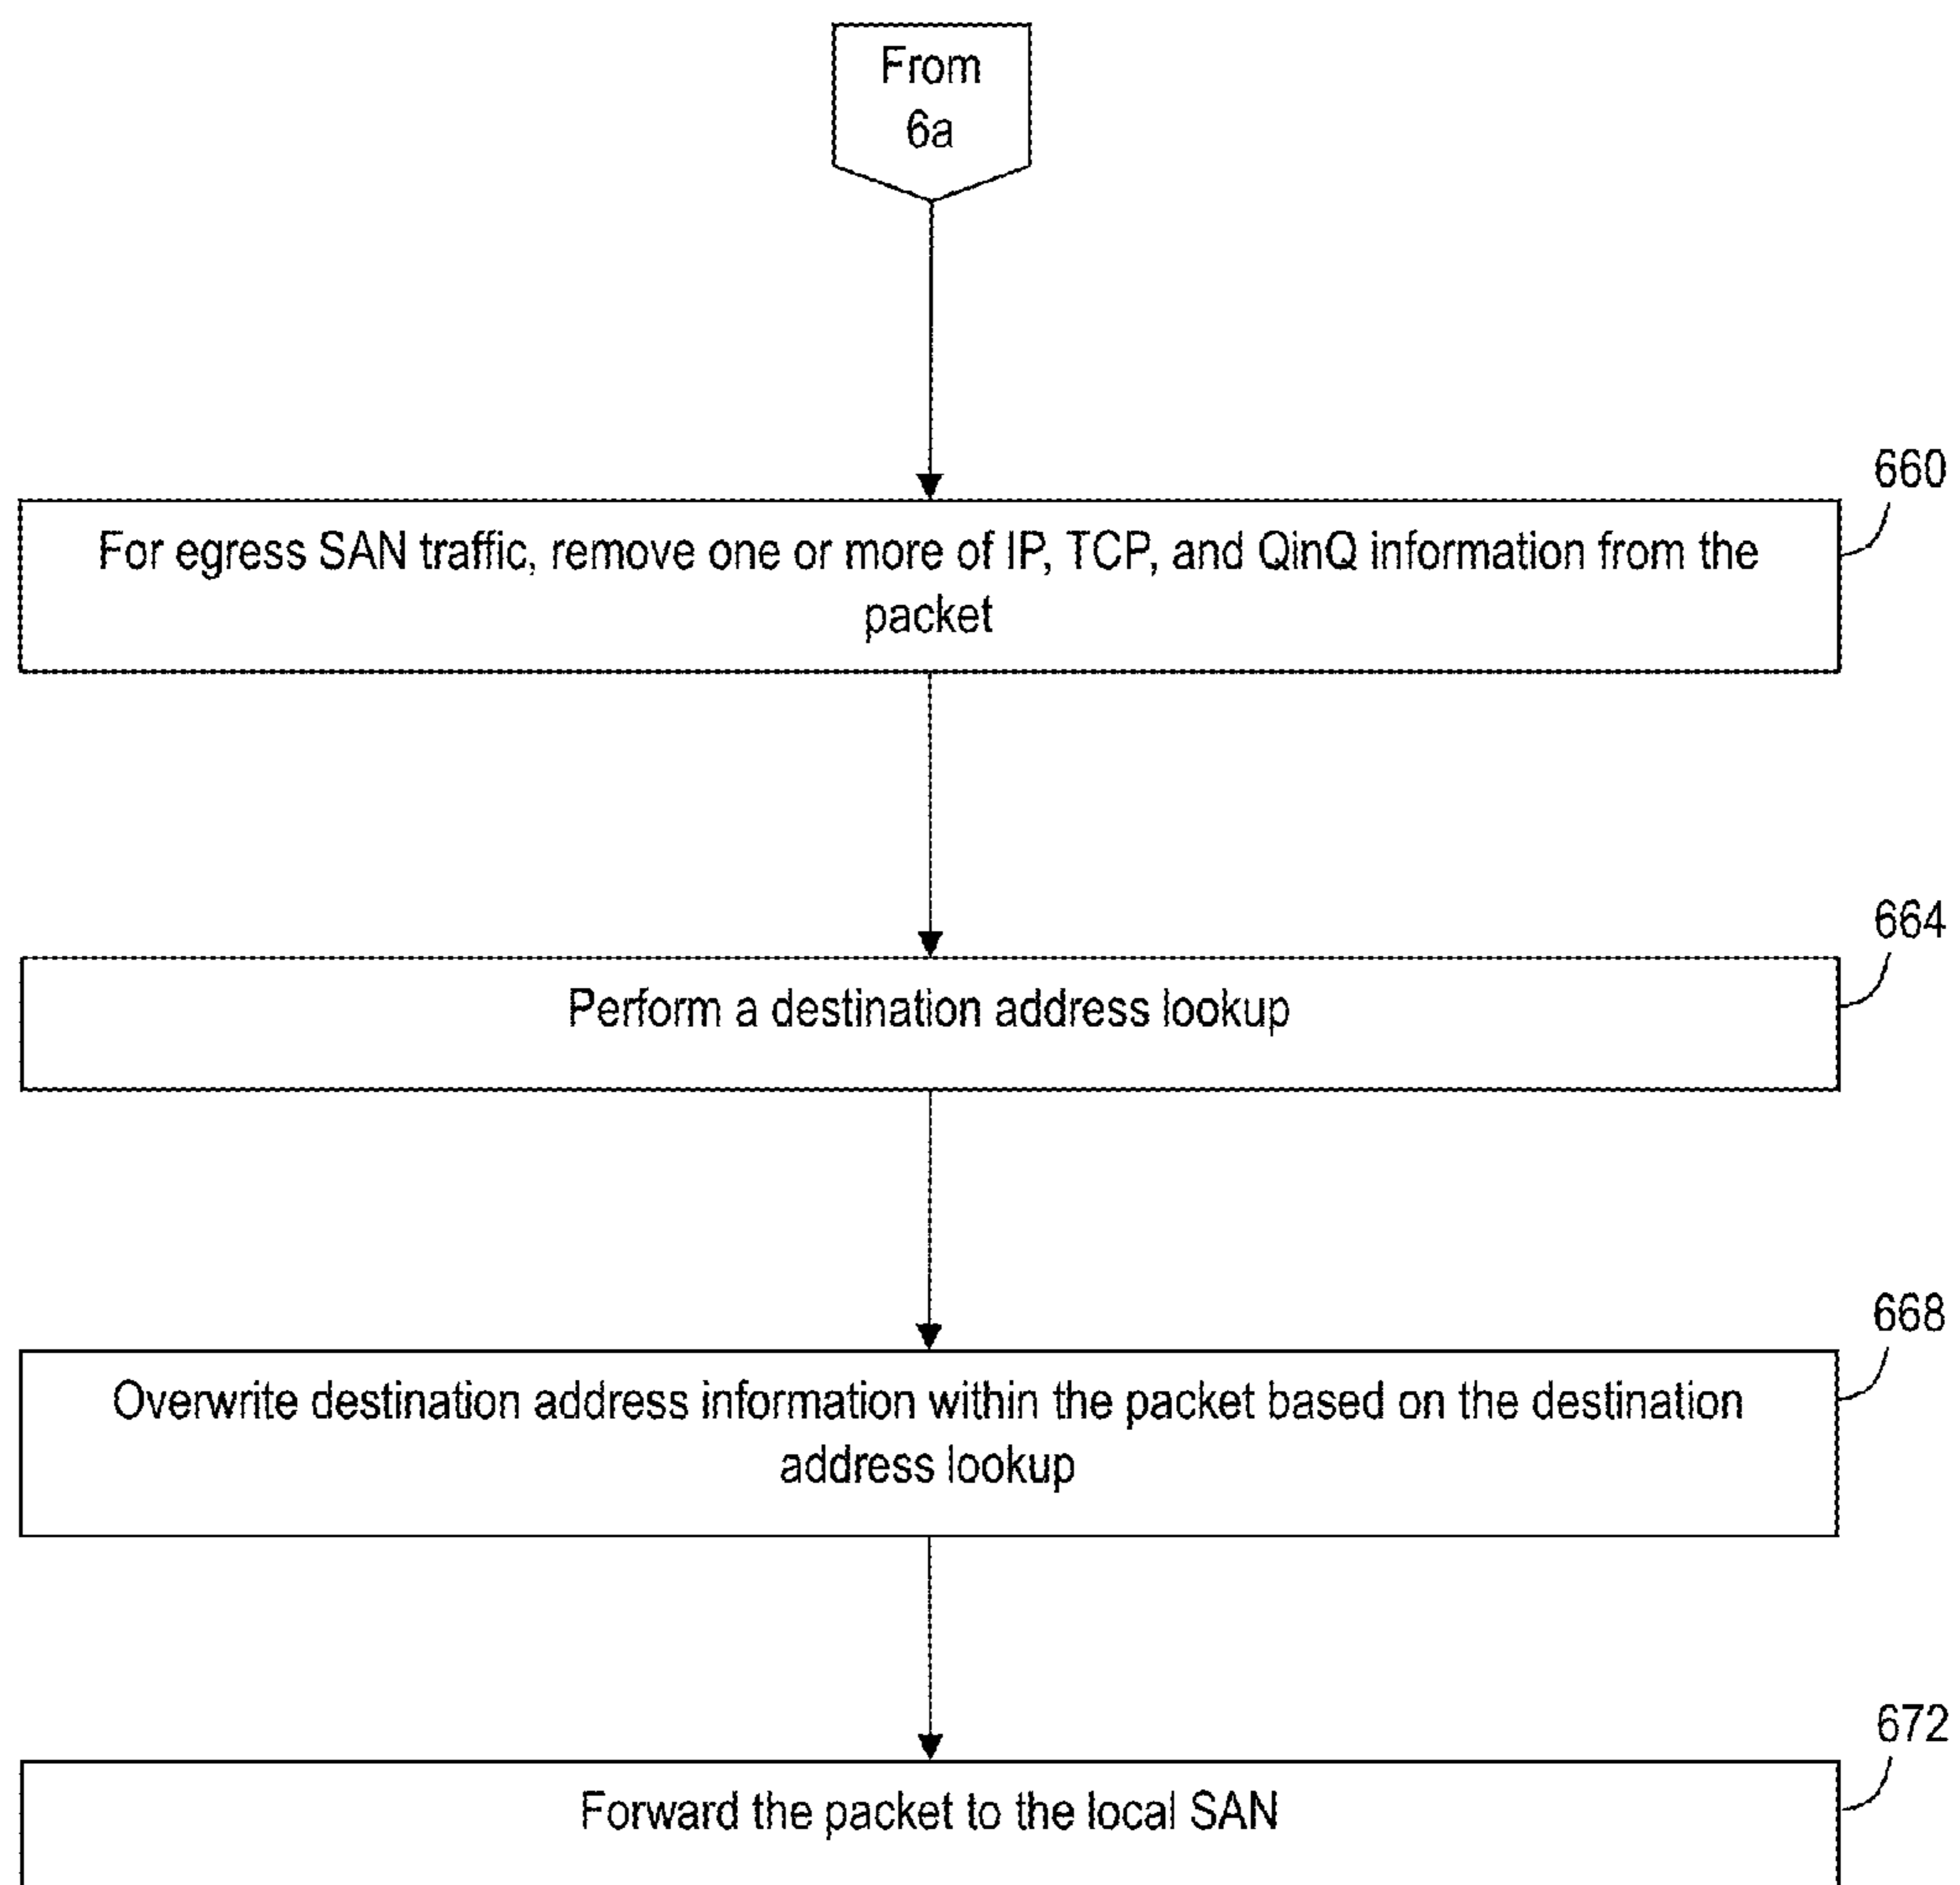 From
6a
660
For egress SAN traffic, remove one or more of IP, TCP, and QinQ information from the
packet
664
Perform a destination address lookup
668
Overwrite destination address information within the packet based on the destination
address lookup
672
Forward the packet to the local SAN